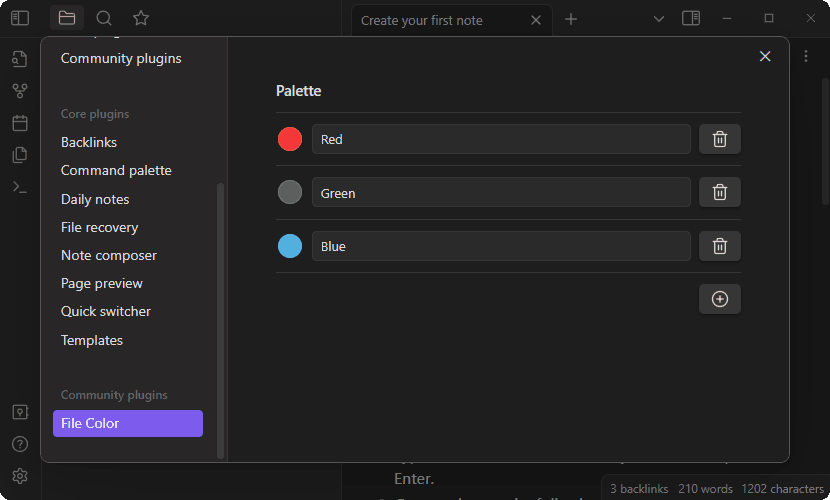 Create your first note
Community plugins
Core plugins
Backlinks
Command palette
Daily notes
File recovery
Note composer
Page preview
Quick switcher
Templates
Community plugins
File Color
Palette
Red
Green
Blue
Enter.
3 backlinks 210 words 1202 characters